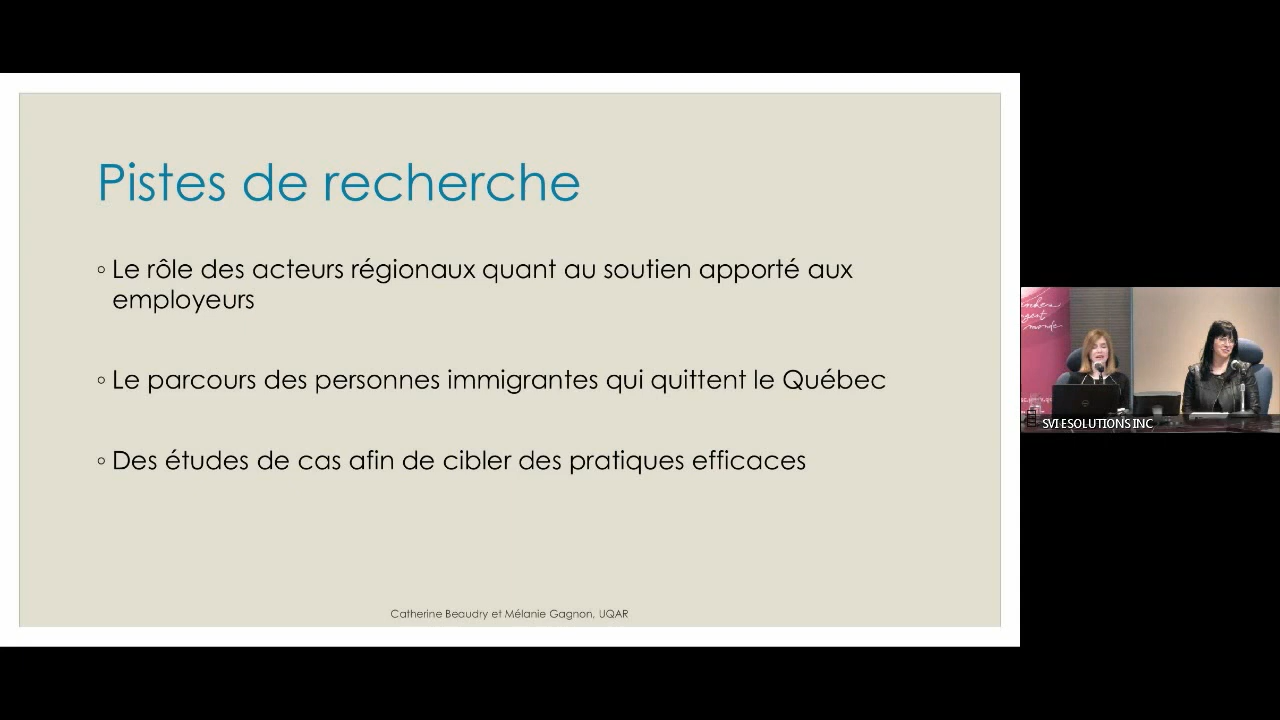 Pistes de recherche
◦ Le rôle des acteurs régionaux quant au soutien apporté aux
employeurs
◦ Le parcours des personnes immigrantes qui quittent le Québec
◦ Des études de cas afin de cibler des pratiques efficaces
Catherine Beaudry et Mélanie Gagnon, UQAR
monde
SVI ESOLUTIONS INC